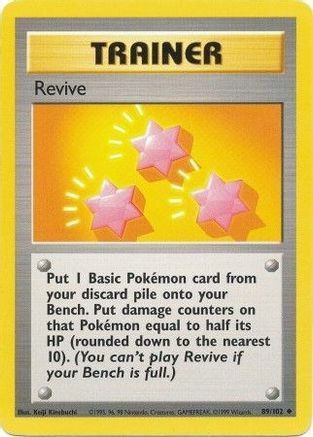 TRAINER
Revive
Put 1 Basic Pokémon card from
your discard pile onto your
Bench. Put damage counters on
that Pokémon equal to half its
HP (rounded down to the nearest
10). (You can't play Revive if
your Bench is full.)
Illus. Keiji Kinebuchi ©1995, 96, 98 Nintendo, Creatures, GAMEFREAK. ©1999 Wizards. 89/102